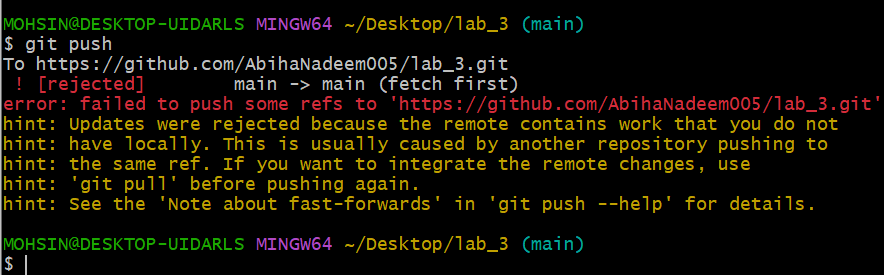 MOHSIN@DESKTOP-UIDARLS MINGW64 ~/Desktop/lab_3 (main)
$ git push
To https://github.com/AbihaNadeem005/lab_3.git
 ! [rejected]        main -> main (fetch first)
error: failed to push some refs to 'https://github.com/AbihaNadeem005/lab_3.git'
hint: Updates were rejected because the remote contains work that you do not
hint: have locally. This is usually caused by another repository pushing to
hint: the same ref. If you want to integrate the remote changes, use
hint: 'git pull' before pushing again.
hint: See the 'Note about fast-forwards' in 'git push --help' for details.
MOHSIN@DESKTOP-UIDARLS MINGW64 ~/Desktop/lab_3 (main)
$